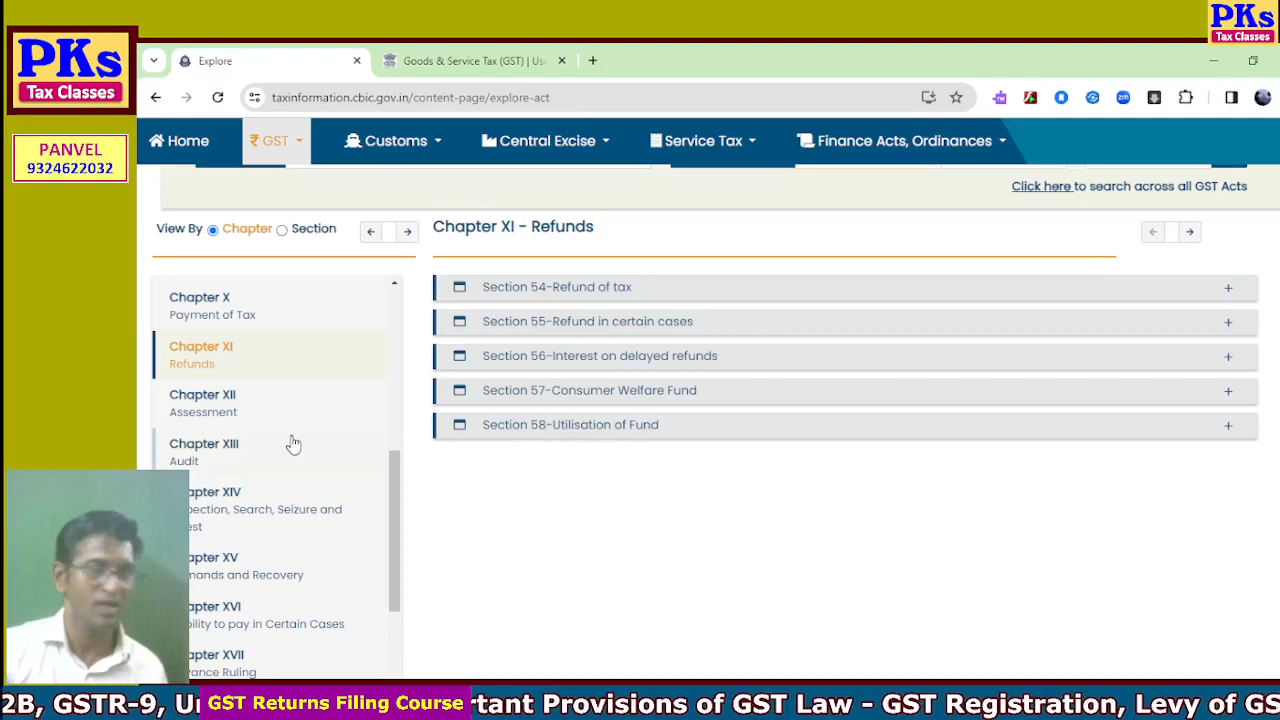 PKs
Tax Classes
PKs
Tax Classes
PANVEL
9324622032
Explore
Goods & Service Tax (GST) | Us
taxinformation.cbic.gov.in/content-page/explore-act
Home
₹ GST
Customs
Central Excise
Service Tax
Finance Acts, Ordinances
Click here to search across all GST Acts
View By Chapter Section
Chapter XI - Refunds
Chapter X
Payment of Tax
Chapter XI
Refunds
Chapter XII
Assessment
Chapter XIII
Audit
apter XIV
pection, Search, Seizure and
est
apter XV
mands and Recovery
apter XVI
bility to pay in Certain Cases
apter XVII
vance Ruling
Section 54-Refund of tax
Section 55-Refund in certain cases
Section 56-Interest on delayed refunds
Section 57-Consumer Welfare Fund
Section 58-Utilisation of Fund
2B, GSTR-9, U
GST Returns Filing Course
rtant Provisions of GST Law - GST Registration, Levy of GS